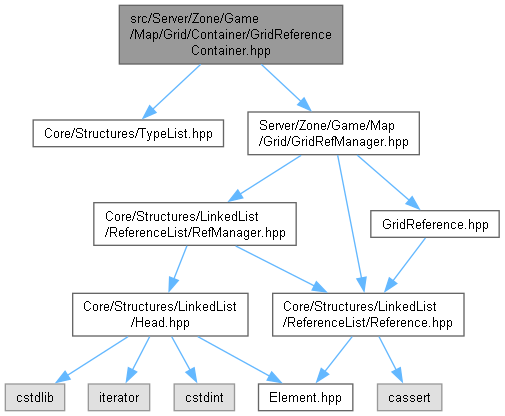 src/Server/Zone/Game
/Map/Grid/Container/GridReference
Container.hpp
Core/Structures/TypeList.hpp
Server/Zone/Game/Map
/Grid/GridRefManager.hpp
Core/Structures/LinkedList
/ReferenceList/RefManager.hpp
GridReference.hpp
Core/Structures/LinkedList
/Head.hpp
Core/Structures/LinkedList
/ReferenceList/Reference.hpp
cstdlib
iterator
cstdint
Element.hpp
cassert